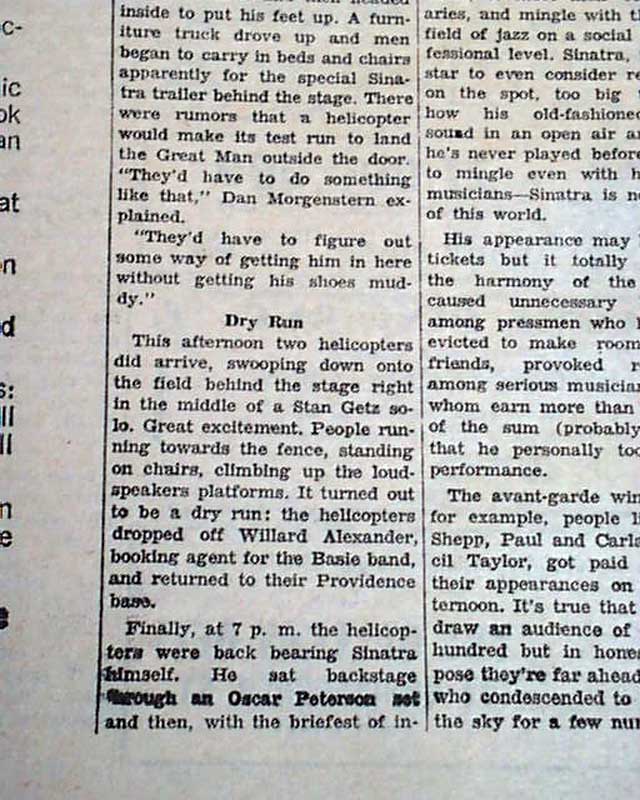 c-
ic
ok
an
at
n
d
s:
ll
ll
n
e
e
inside to put his feet up. A furn-
iture truck drove up and men
began to carry in beds and chairs
apparently for the special Sina-
tra trailer behind the stage. There
were rumors that a helicopter
would make its test run to land
the Great Man outside the door.
"They'd have to do something
like that," Dan Morgenstern ex-
plained.
"They'd have to figure out
some way of getting him in here
without getting his shoes mud-
dy."
Dry Run
This afternoon two helicopters
did arrive, swooping down onto
the field behind the stage right
in the middle of a Stan Getz so-
lo. Great excitement. People run-
ning towards the fence, standing
on chairs, climbing up the loud-
speakers platforms. It turned out
to be a dry run: the helicopters
dropped off Willard Alexander,
booking agent for the Basie band,
and returned to their Providence
base.
Finally, at 7 p. m. the helicop-
ters were back bearing Sinatra
himself. He sat backstage
through an Oscar Peterson set
and then, with the briefest of in-
aries, and mingle with t
field of jazz on a social
fessional level. Sinatra,
star to even consider re
on the spot, too big
how his old-fashioned
sound in an open air a
he's never played before
to mingle even with h
musicians—Sinatra is n
of this world.
His appearance may
tickets but it totally
the harmony of the
caused unnecessary
among pressmen who
evicted to make room
friends, provoked r
among serious musician
whom earn more than
of the sum (probably
that he personally too
performance.
The avant-garde win
for example, people li
Shepp, Paul and Carla
cil Taylor, got paid
their appearances on
ternoon. It's true that
draw an audience of
hundred but in hones
pose they're far ahead
who condescended to
the sky for a few nu